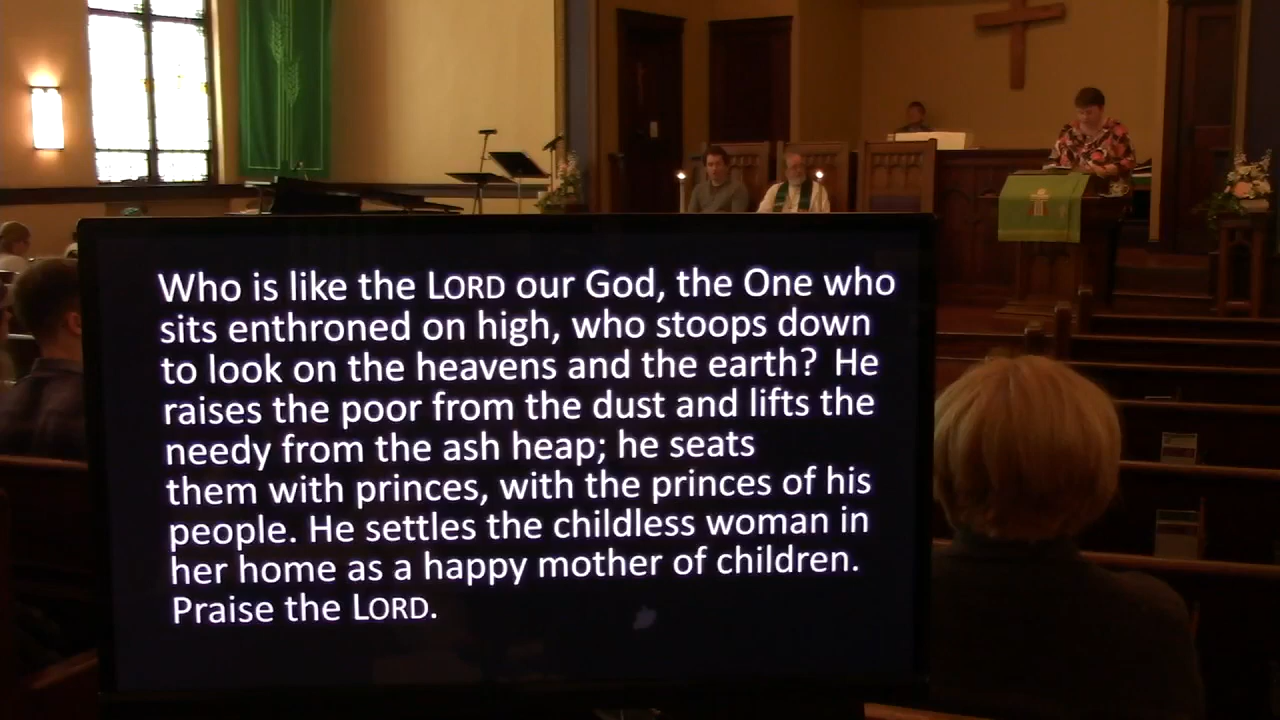 Who is like the LORD our God, the One who
sits enthroned on high, who stoops down
to look on the heavens and the earth? He
raises the poor from the dust and lifts the
needy from the ash heap; he seats
them with princes, with the princes of his
people. He settles the childless woman in
her home as a happy mother of children.
Praise the LORD.